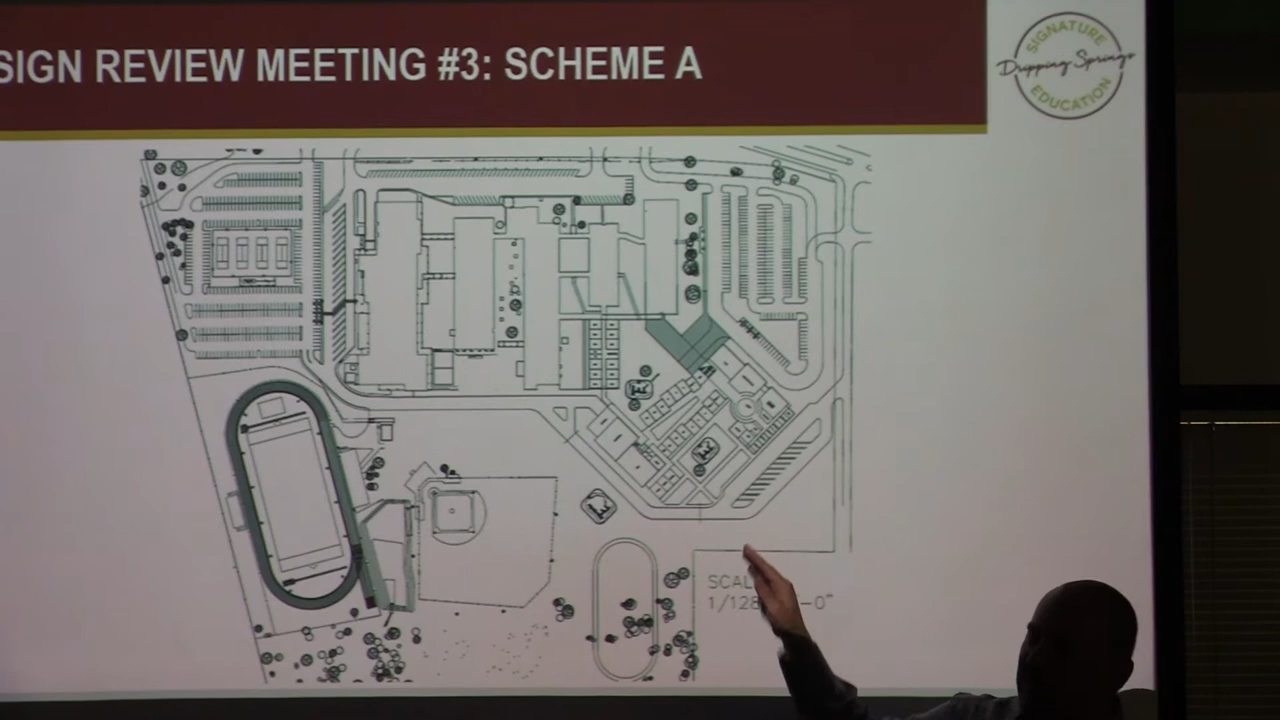 SIGN REVIEW MEETING #3: SCHEME A
SIGNATURE
Dripping Springs
EDUCATION
SCAL
1/128 -0"